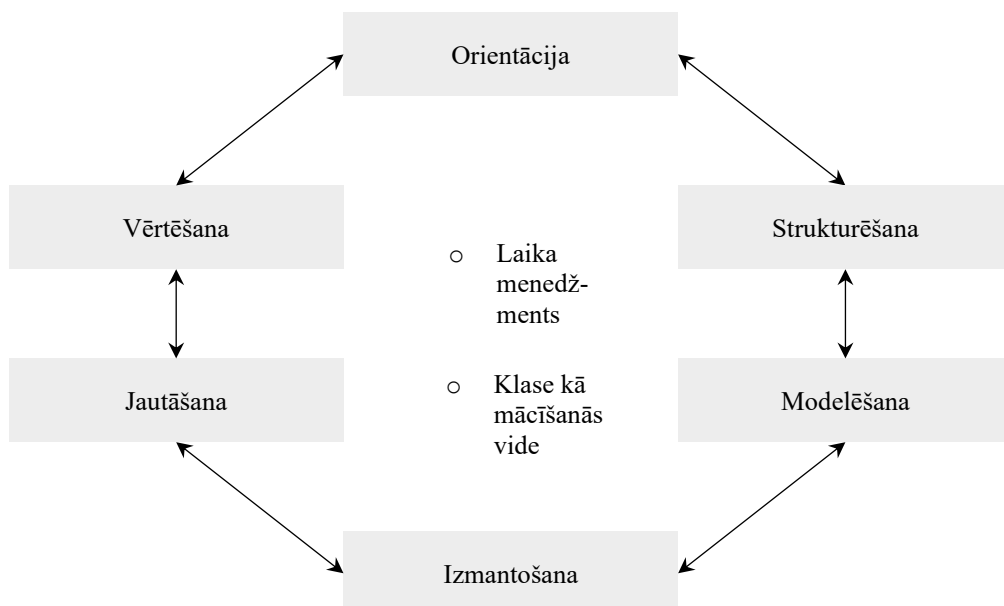 Orientācija
Vērtēšana
Strukturēšana
o Laika
menedž-
ments
Jautāšana
o Klase kā
mācīšanās
vide
Modelēšana
Izmantošana